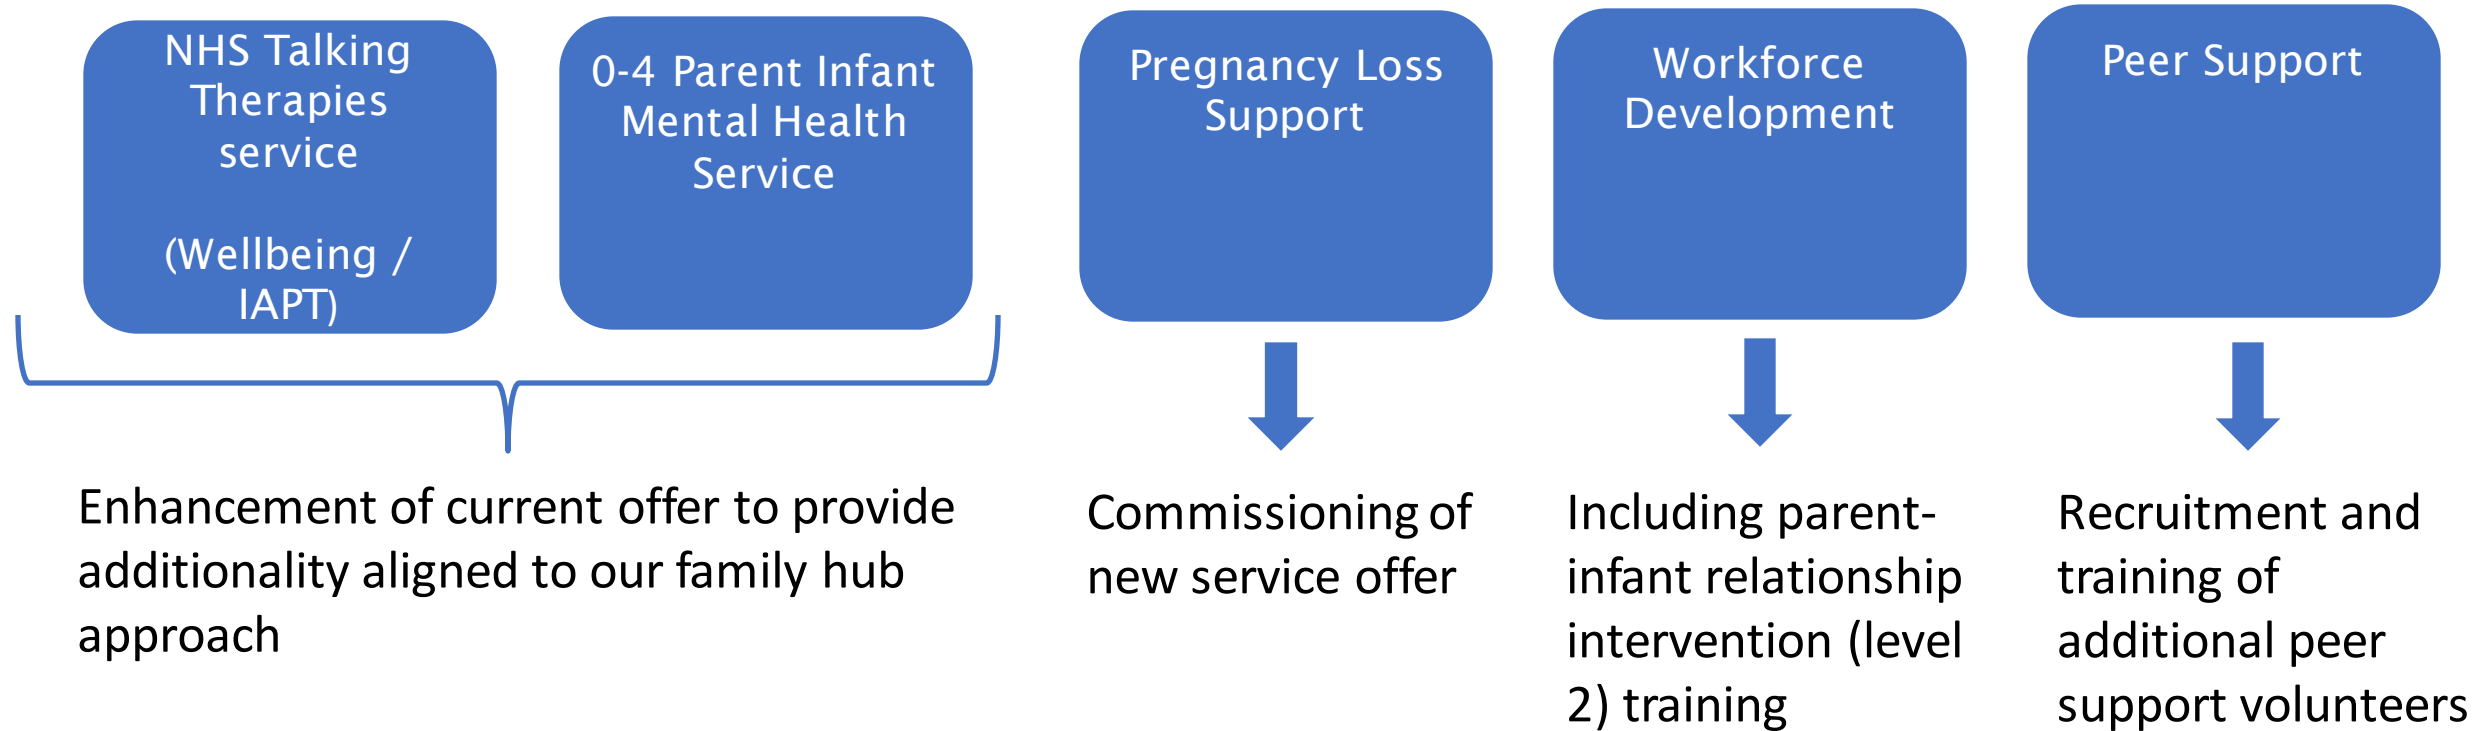 NHS Talking
Therapies
service
(Wellbeing /
IAPT)
0-4 Parent Infant
Mental Health
Service
Pregnancy Loss
Support
Workforce
Development
Peer Support
Enhancement of current offer to provide
additionality aligned to our family hub
approach
Commissioning of
new service offer
Including parent-
infant relationship
intervention (level
2) training
Recruitment and
training of
additional peer
support volunteers